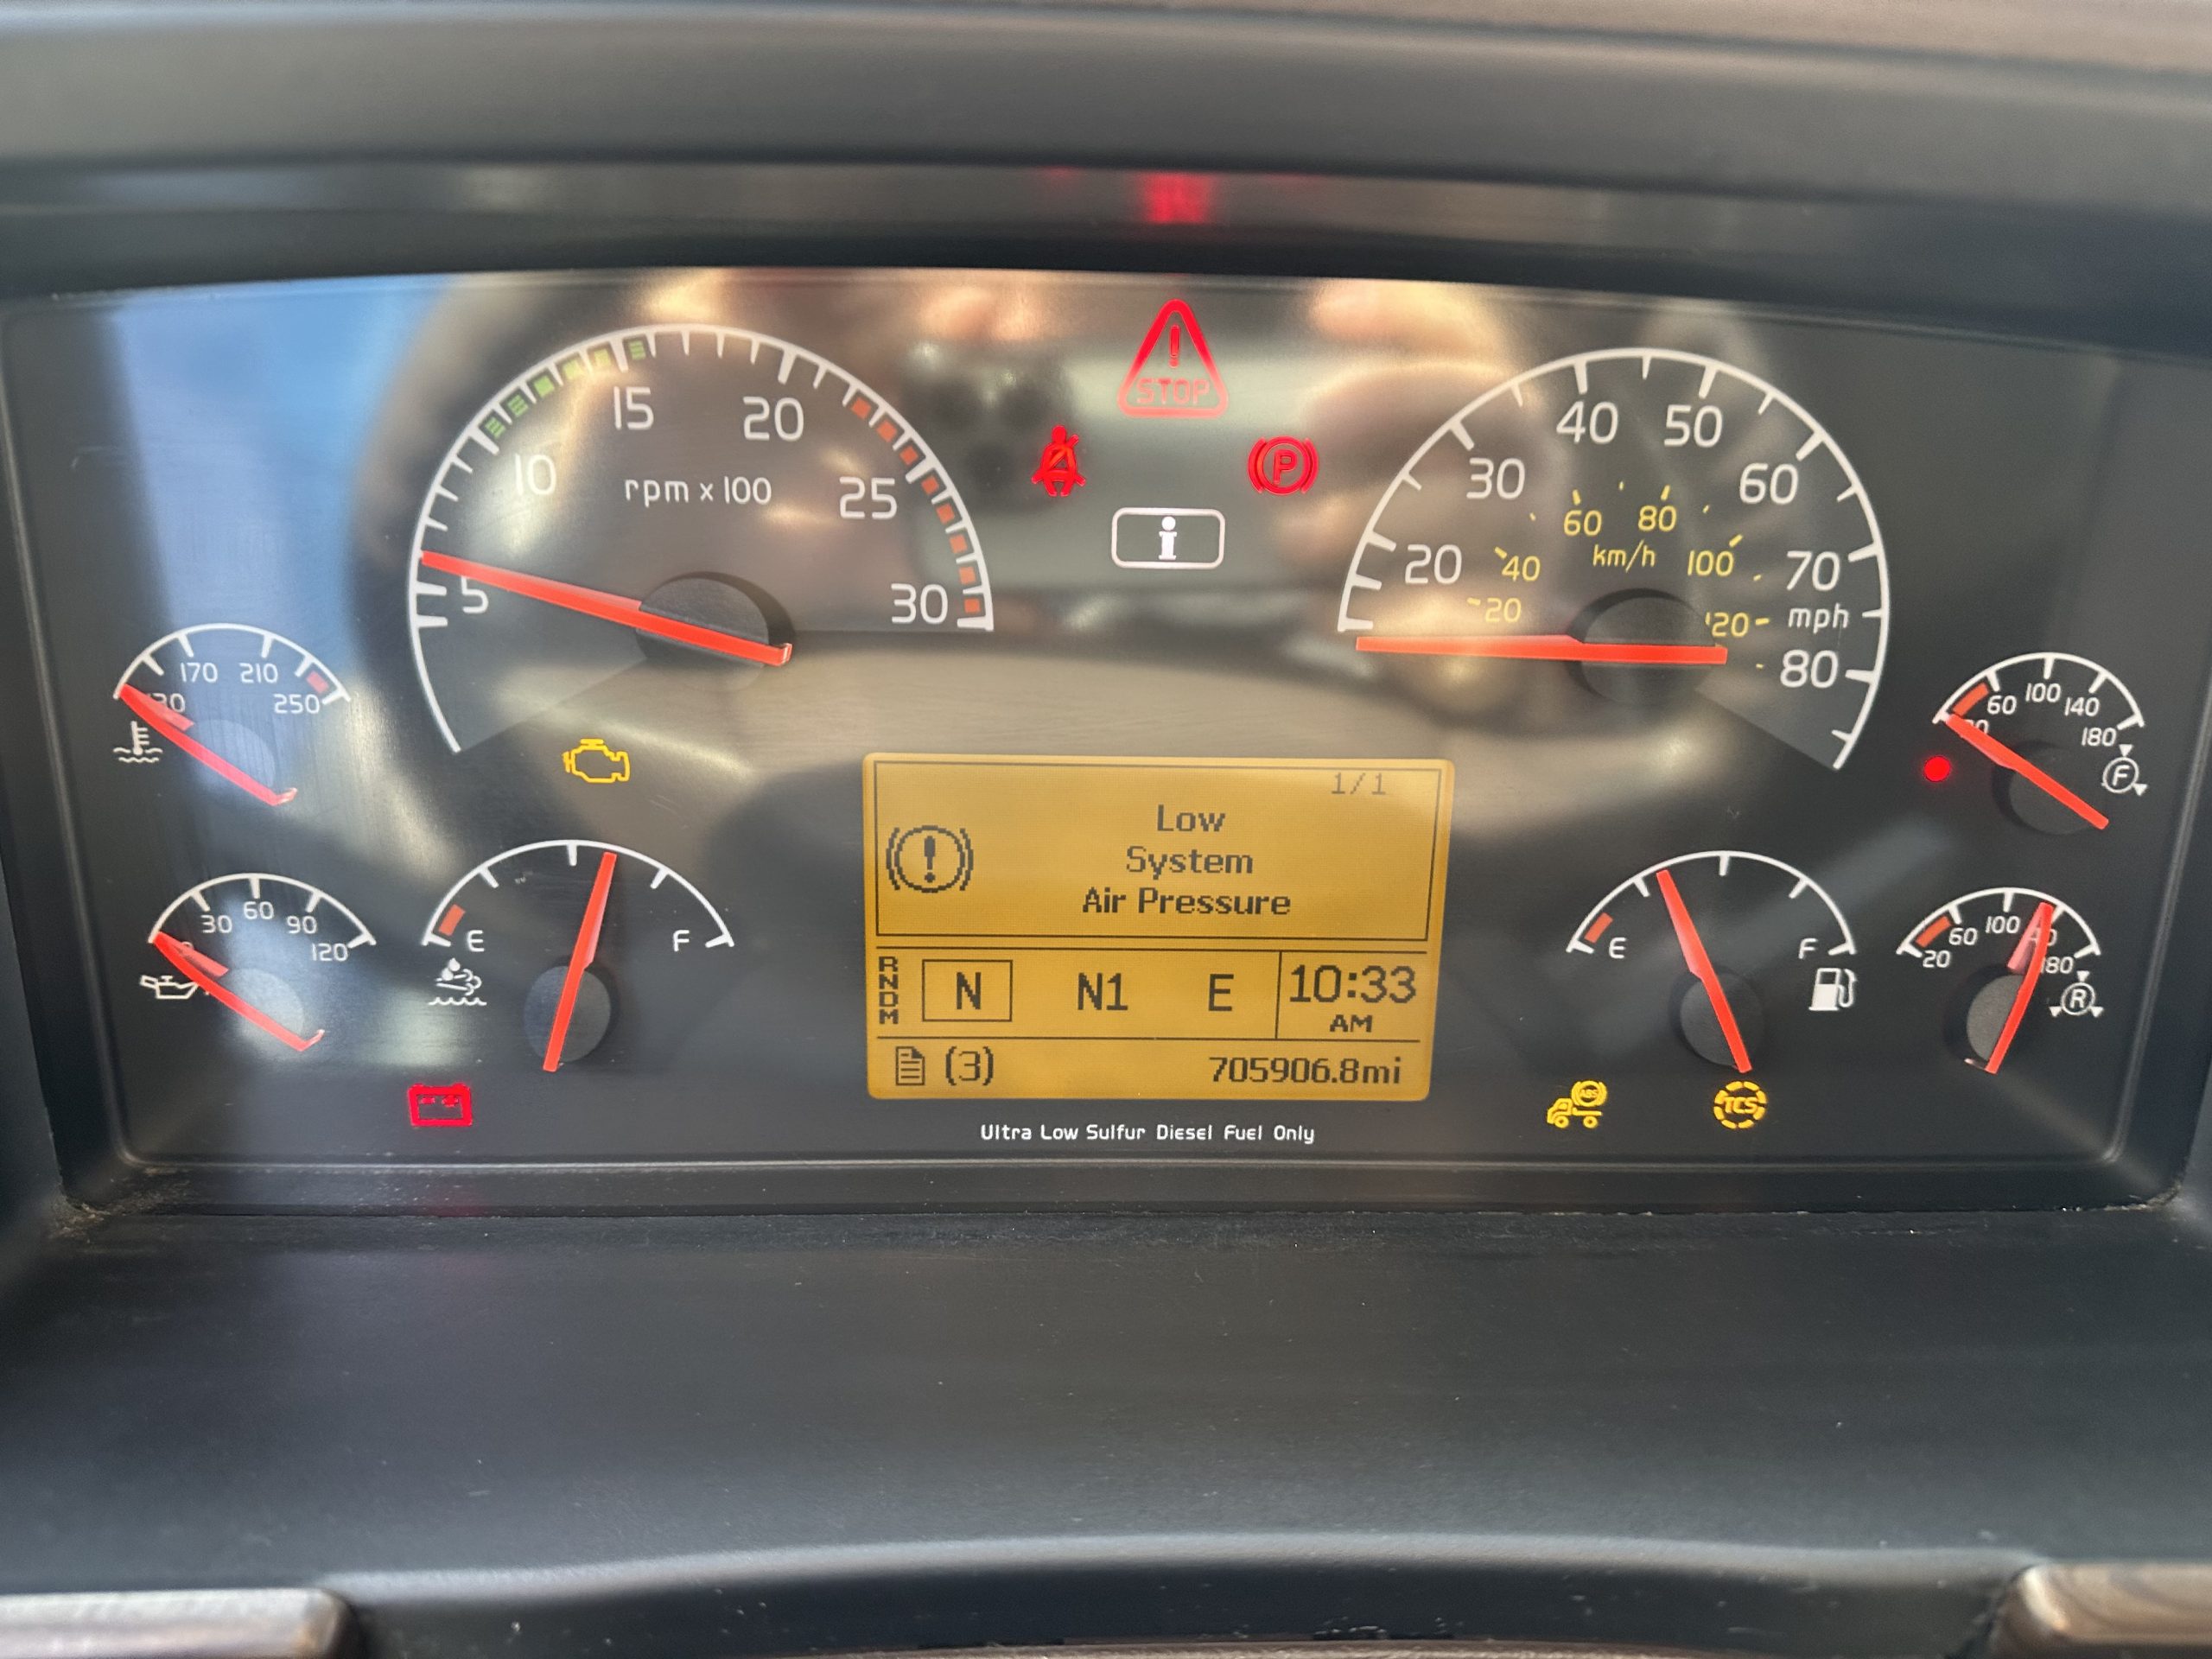 STOP
5
10
15
20
25
30
rpm x 100
P
i
20
30
40
50
60
70
80
mph
20
40
60
80
100
120
km/h
170
210
250
60
100
140
180
F
1/1
Low
System
Air Pressure
R
N
D
M
N N1 E 10:33
AM
(3) 705906.8mi
30
60
90
120
E F
E F
20
60
100
180
R
ABS
TCS
Ultra Low Sulfur Diesel Fuel Only